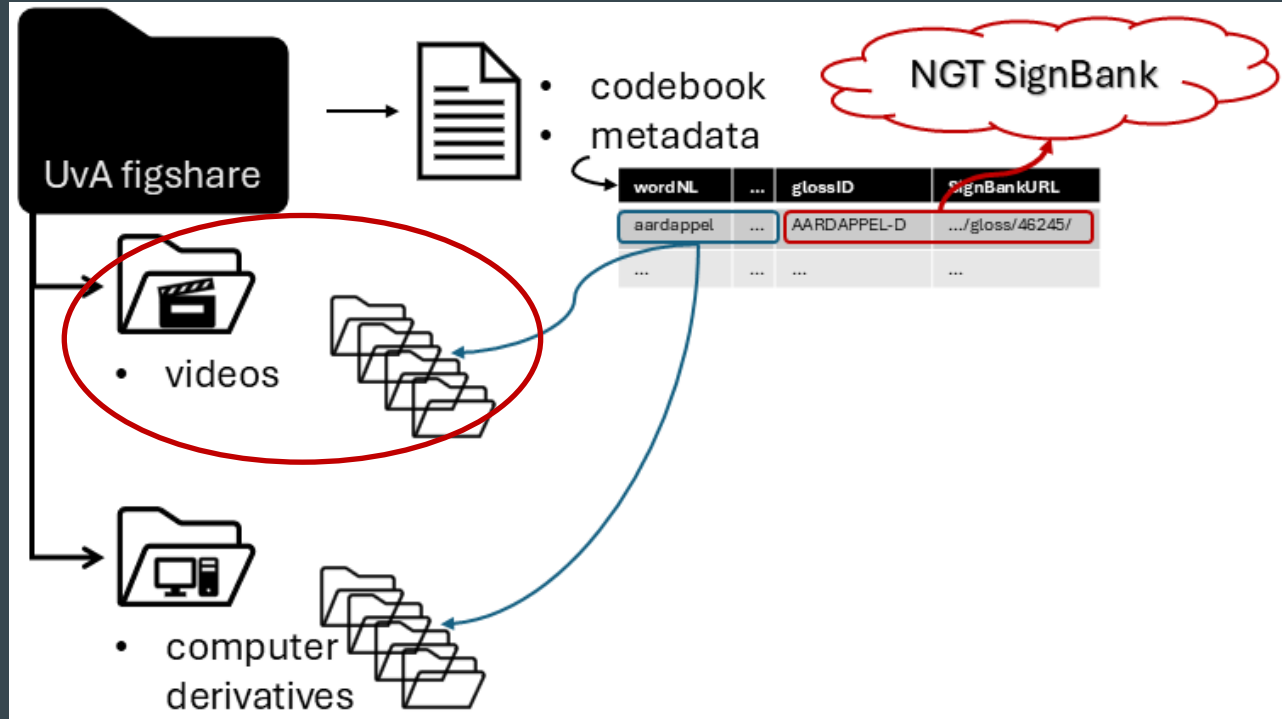 UvA figshare
• codebook
• metadata
NGT SignBank
wordNL ... glossID SignBankURL
aardappel ... AARDAPPEL-D .../gloss/46245/
... ... ... ...
• videos
• computer
derivatives